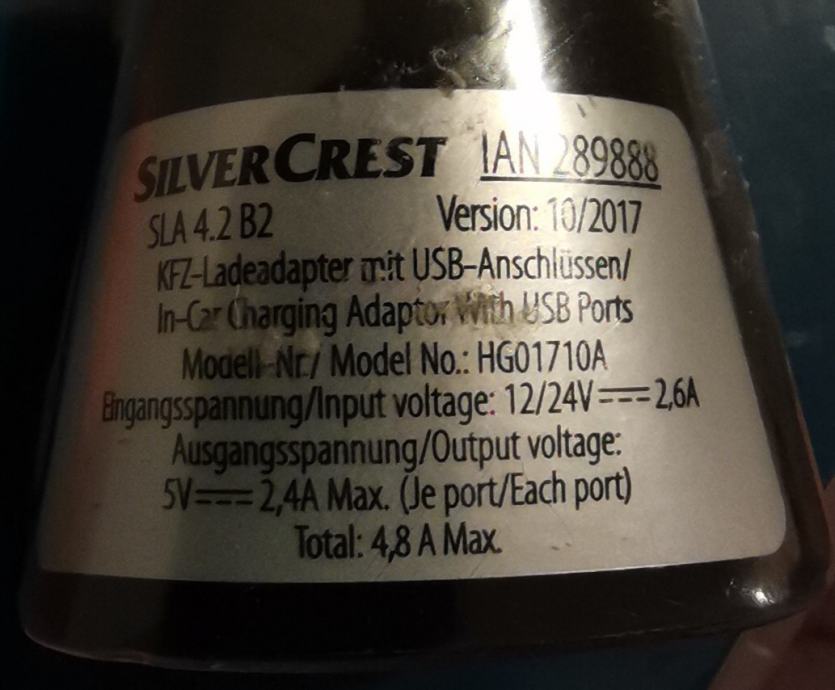 SILVERCREST IAN 289888
SLA 4.2 B2 Version: 10/2017
KFZ-Ladeadapter mit USB-Anschlüssen/
In-Car Charging Adaptor With USB Ports
Modell-Nr./ Model No.: HG01710A
Eingangsspannung/Input voltage: 12/24V⎓2,6A
Ausgangsspannung/Output voltage:
5V⎓2,4A Max. (Je port/Each port)
Total: 4,8 A Max.